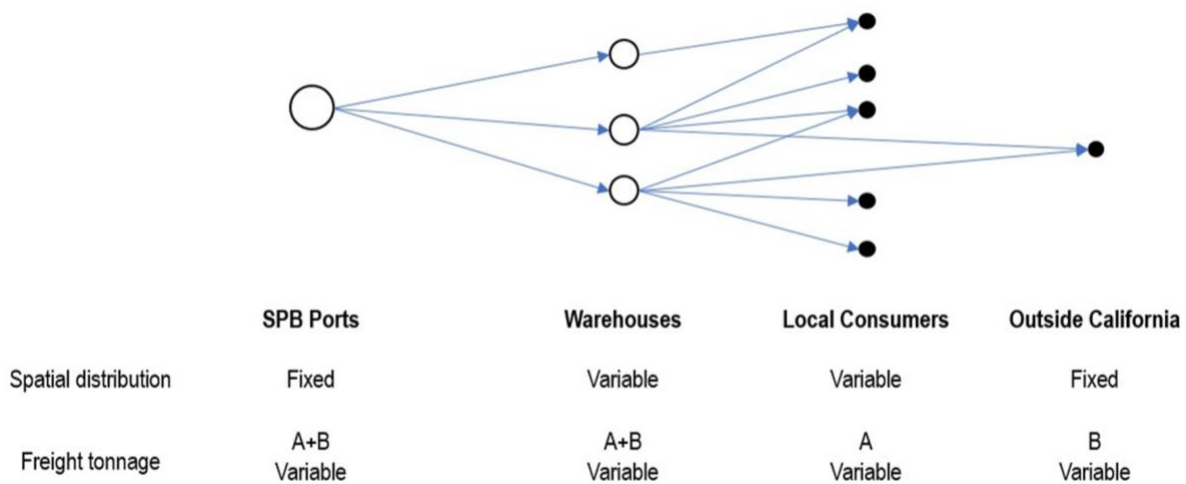 SPB Ports Warehouses Local Consumers Outside California
Spatial distribution Fixed Variable Variable Fixed
A+B A+B A B
Freight tonnage
Variable Variable Variable Variable